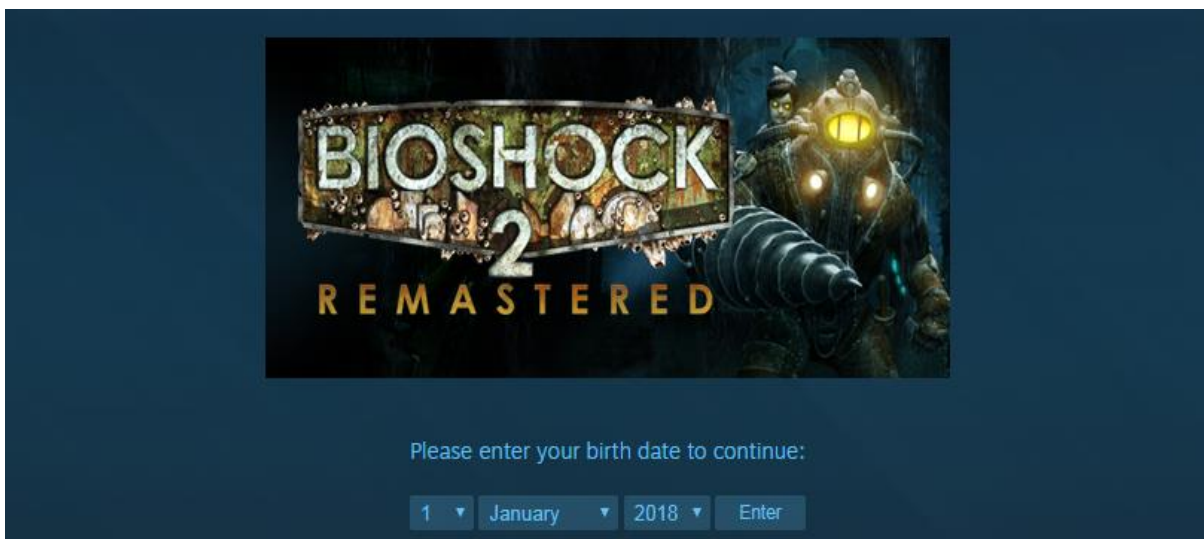 BIOSHOCK
2
REMASTERED
Please enter your birth date to continue:
1 January 2018 Enter